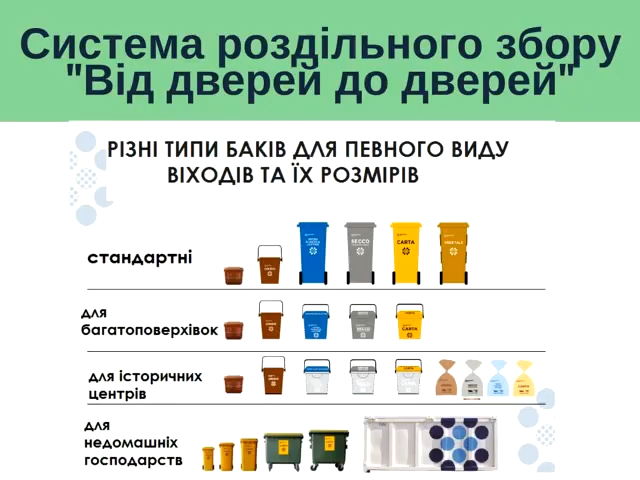 Система роздільного збору
"Від дверей до дверей"
РІЗНІ ТИПИ БАКІВ ДЛЯ ПЕВНОГО ВИДУ
ВІХОДІВ ТА ЇХ РОЗМІРІВ
стандартні
SECCO
CARTA
для
багатоповерхівок
CARTA
для історичних
центрів
для
недомашніх
господарств